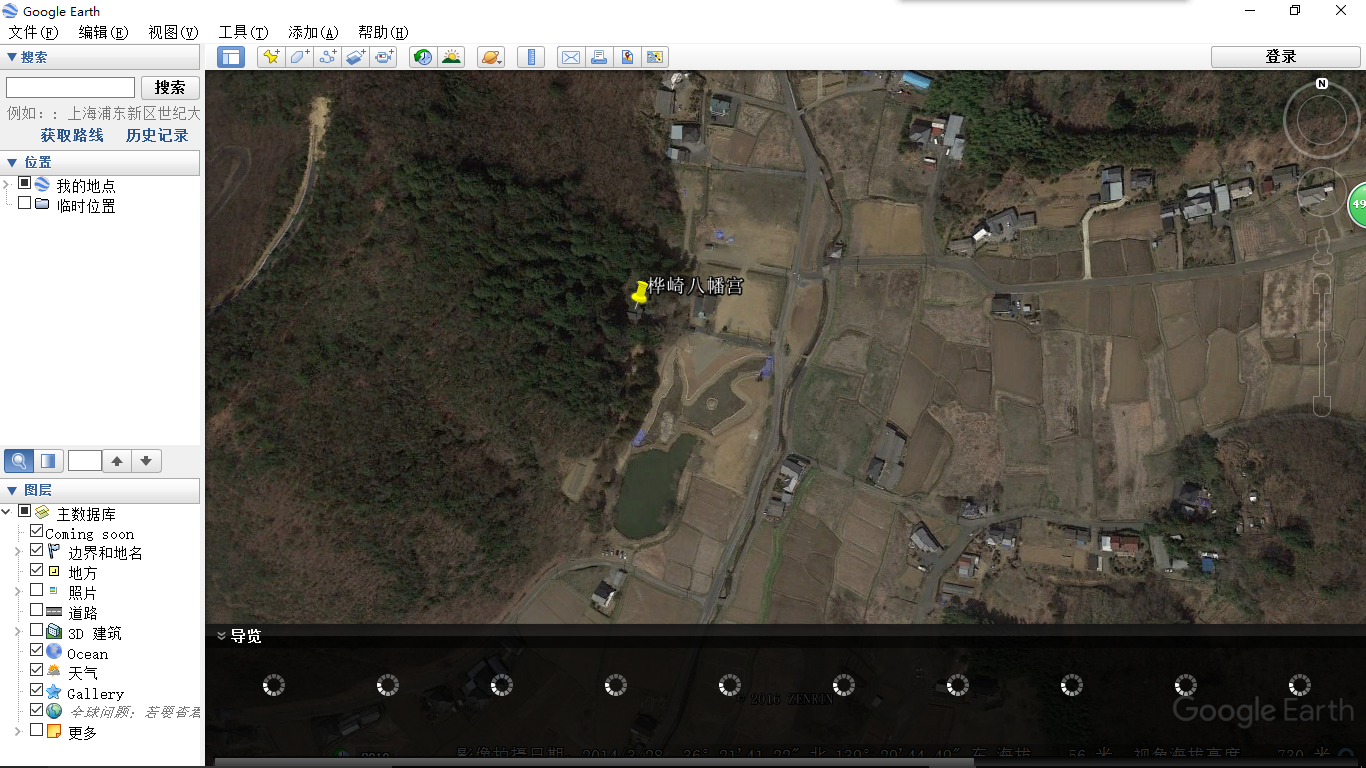 Google Earth
文件(F) 编辑(E) 视图(V) 工具(T) 添加(A) 帮助(H)
搜索
登录
搜索
例如：: 上海浦东新区世纪大
获取路线 历史记录
位置
我的地点
临时位置
N
49
桦崎八幡宫
图层
主数据库
Coming soon
边界和地名
地方
照片
道路
3D 建筑
Ocean
天气
Gallery
全球问题: 若要查看
更多
导览
© 2016 ZENRIN
Google Earth
影像拍摄日期: 2014/3/28 36° 21'41.22" 北 139° 29'44.49" 东 海拔 56 米 视角海拔高度 730 米